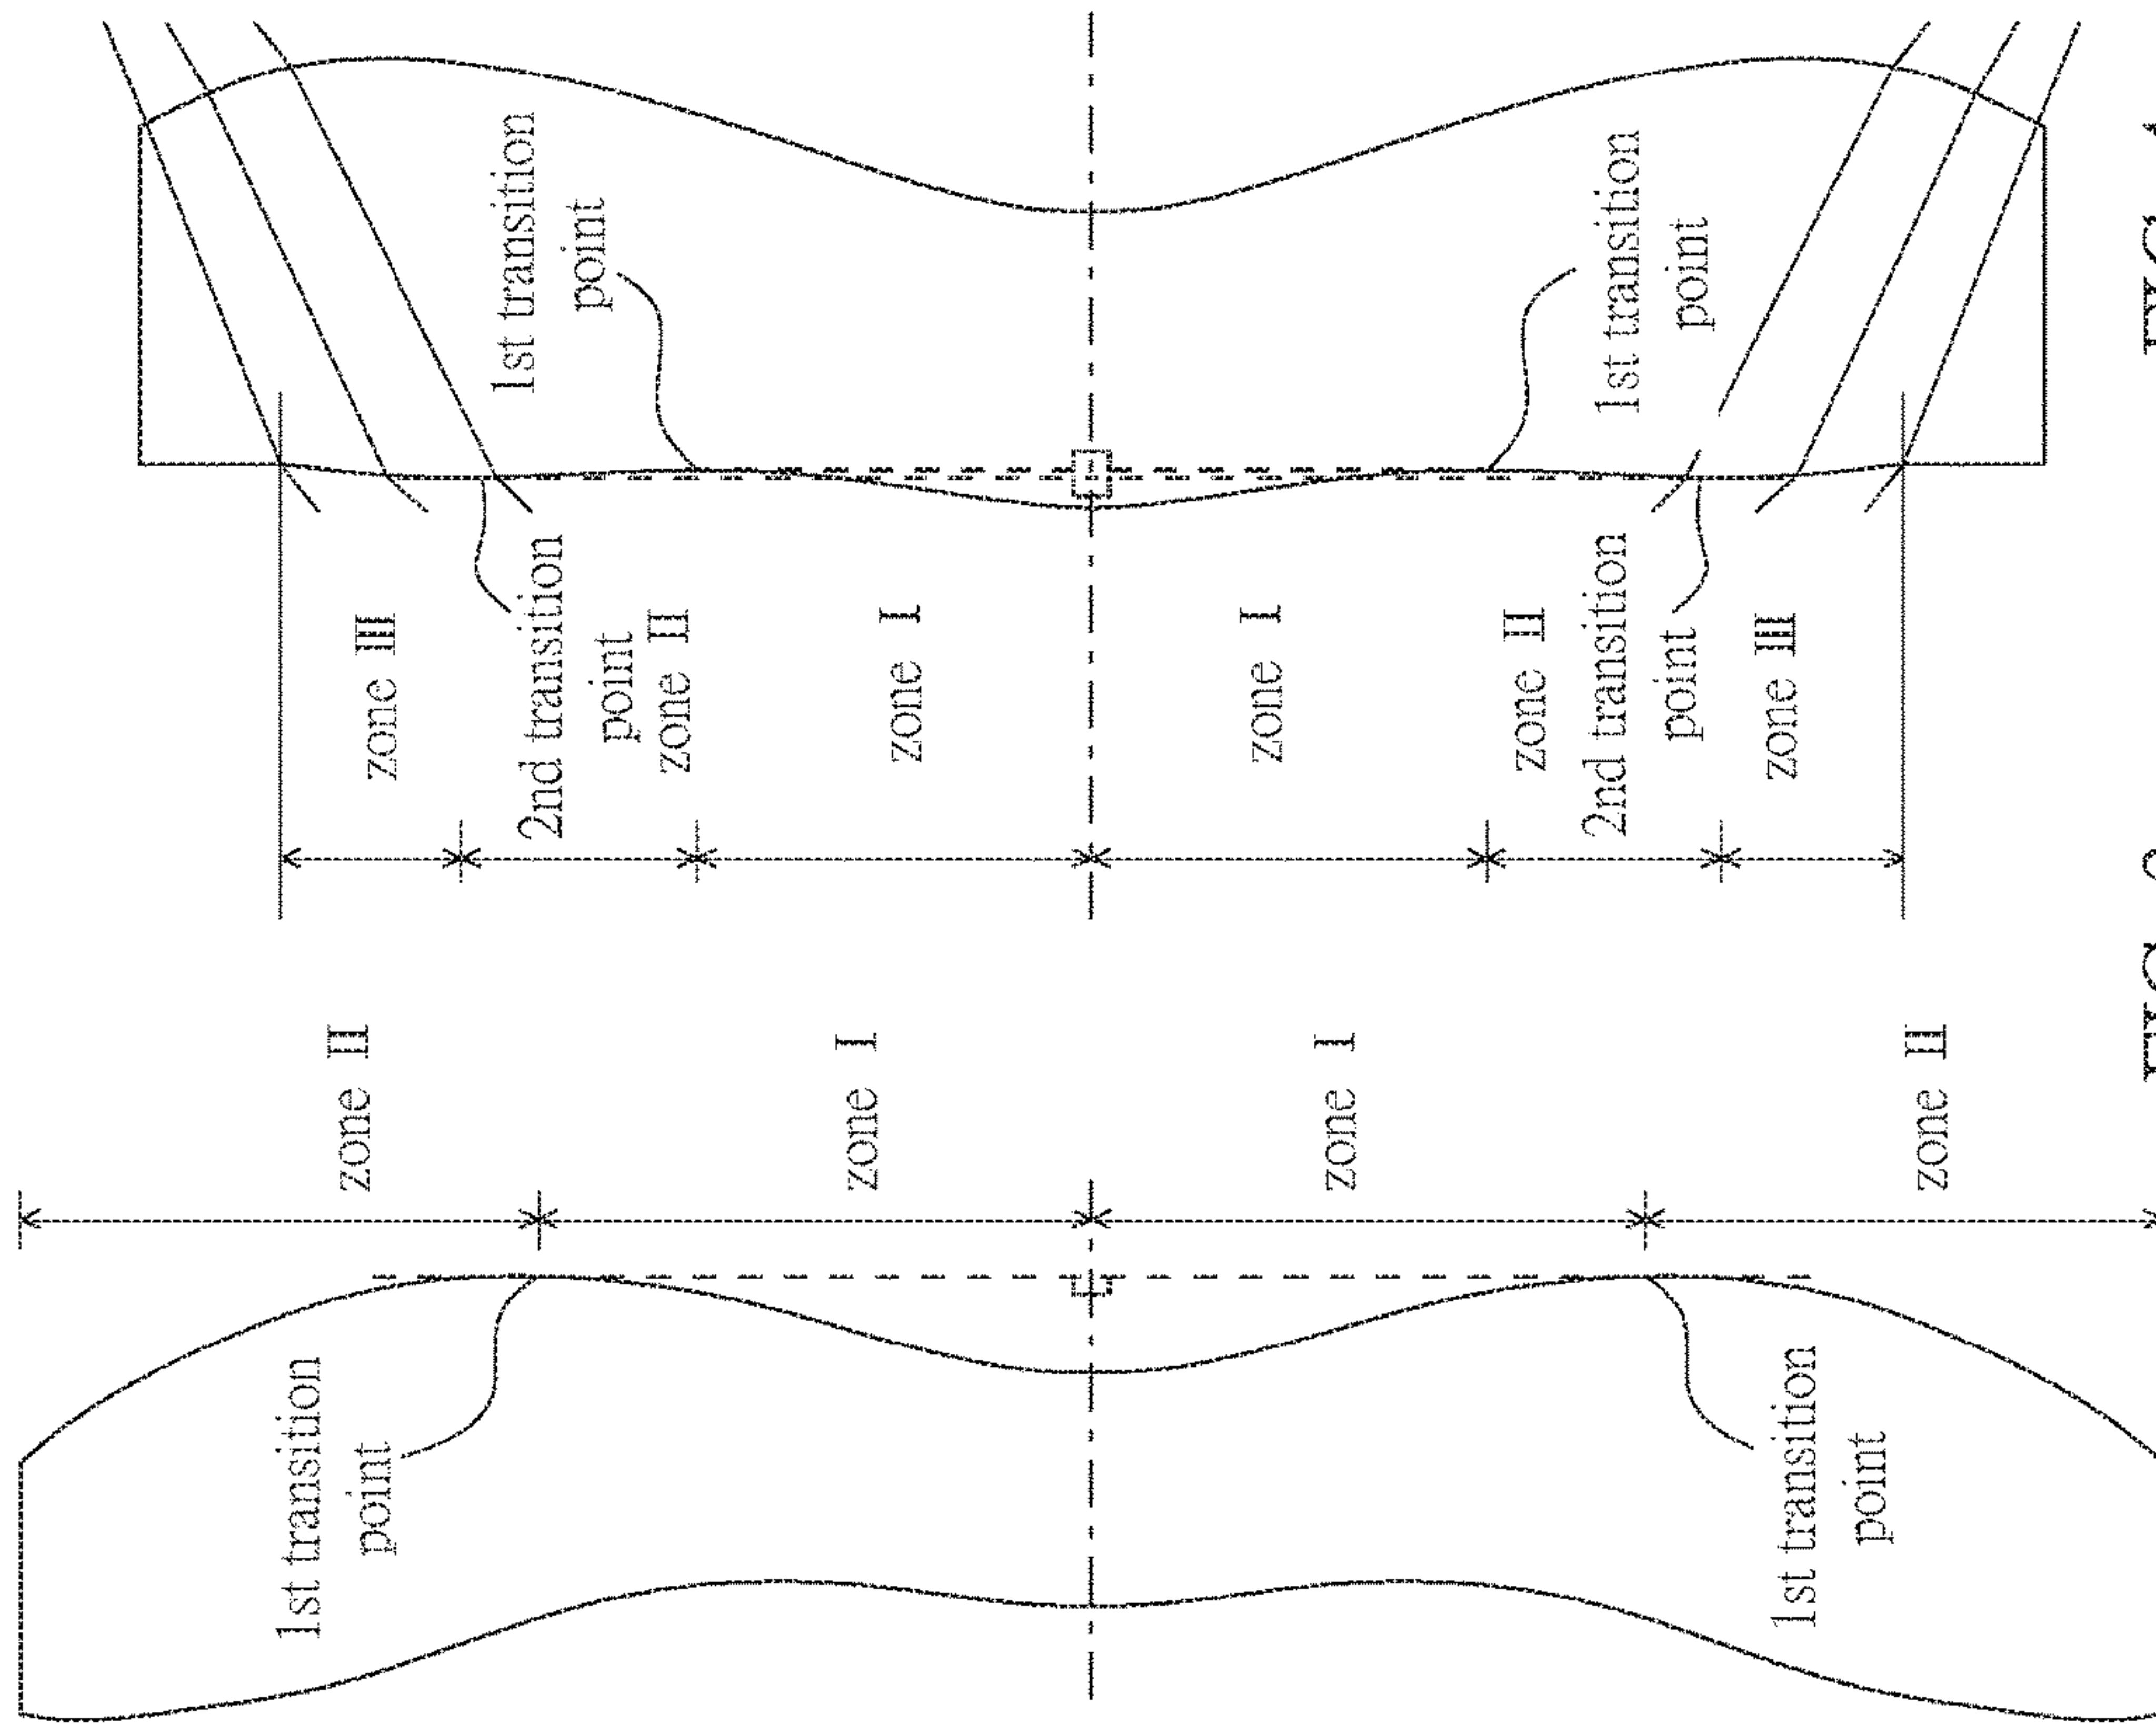 1st transition
point
1st transition
point
zone II
zone I
zone I
zone II
zone III
2nd transition
point
zone II
zone I
zone I
zone II
2nd transition
point
zone III
1st transition
point
1st transition
point